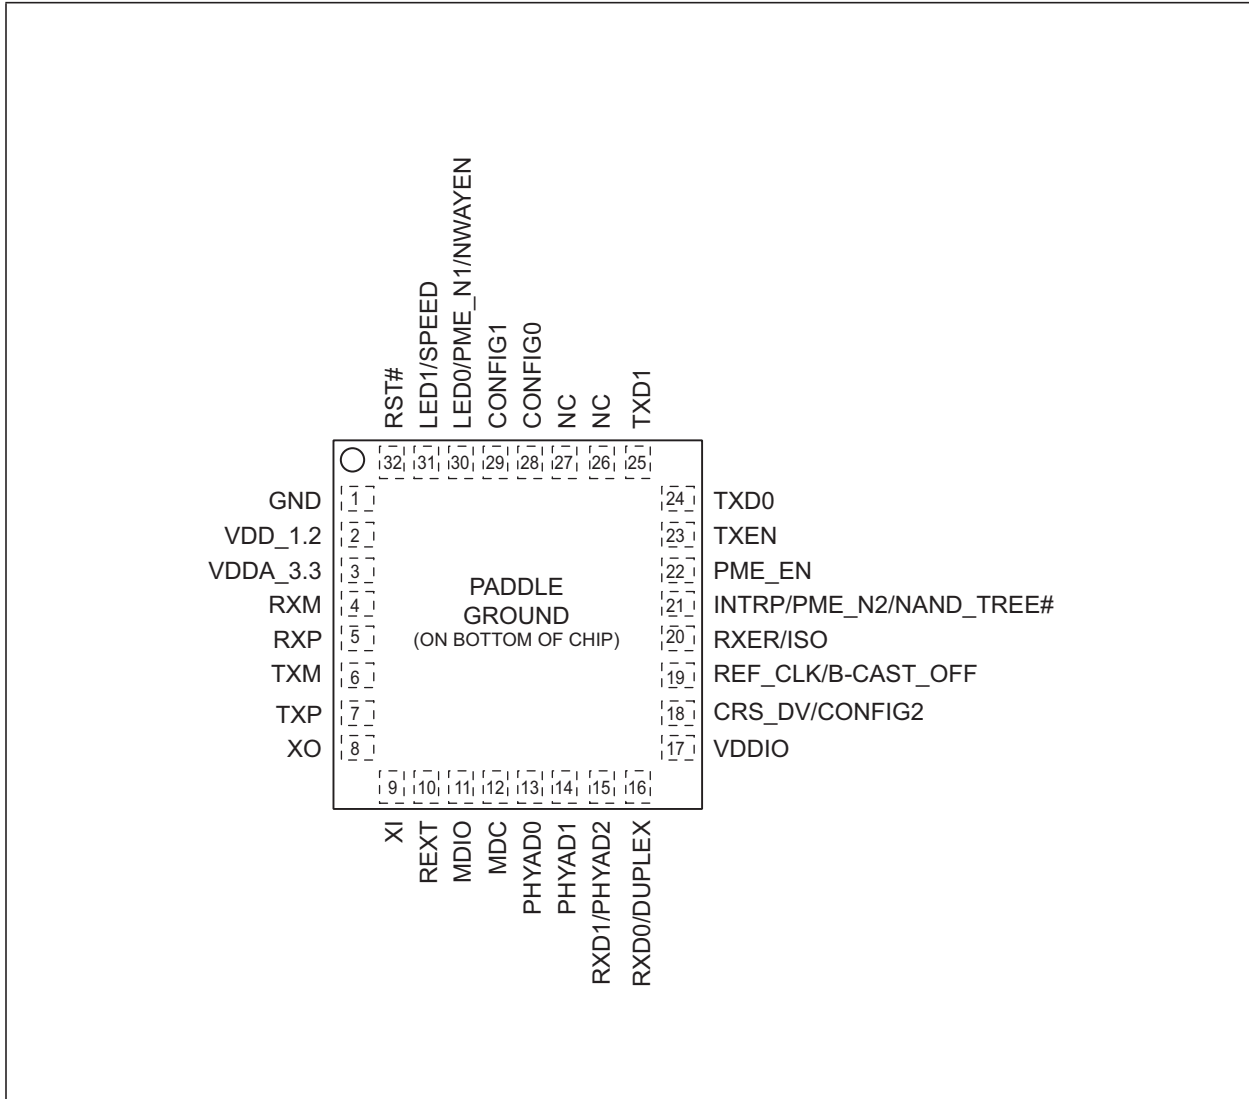 RST#
LED1/SPEED
LED0/PME_N1/NWAYEN
CONFIG1
CONFIG0
NC
NC
TXD1
32
31
30
29
28
27
26
25
GND 1
VDD_1.2 2
VDDA_3.3 3
RXM 4
RXP 5
TXM 6
TXP 7
XO 8
PADDLE
GROUND
(ON BOTTOM OF CHIP)
24 TXD0
23 TXEN
22 PME_EN
21 INTRP/PME_N2/NAND_TREE#
20 RXER/ISO
19 REF_CLK/B-CAST_OFF
18 CRS_DV/CONFIG2
17 VDDIO
9
10
11
12
13
14
15
16
XI
REXT
MDIO
MDC
PHYAD0
PHYAD1
RXD1/PHYAD2
RXD0/DUPLEX